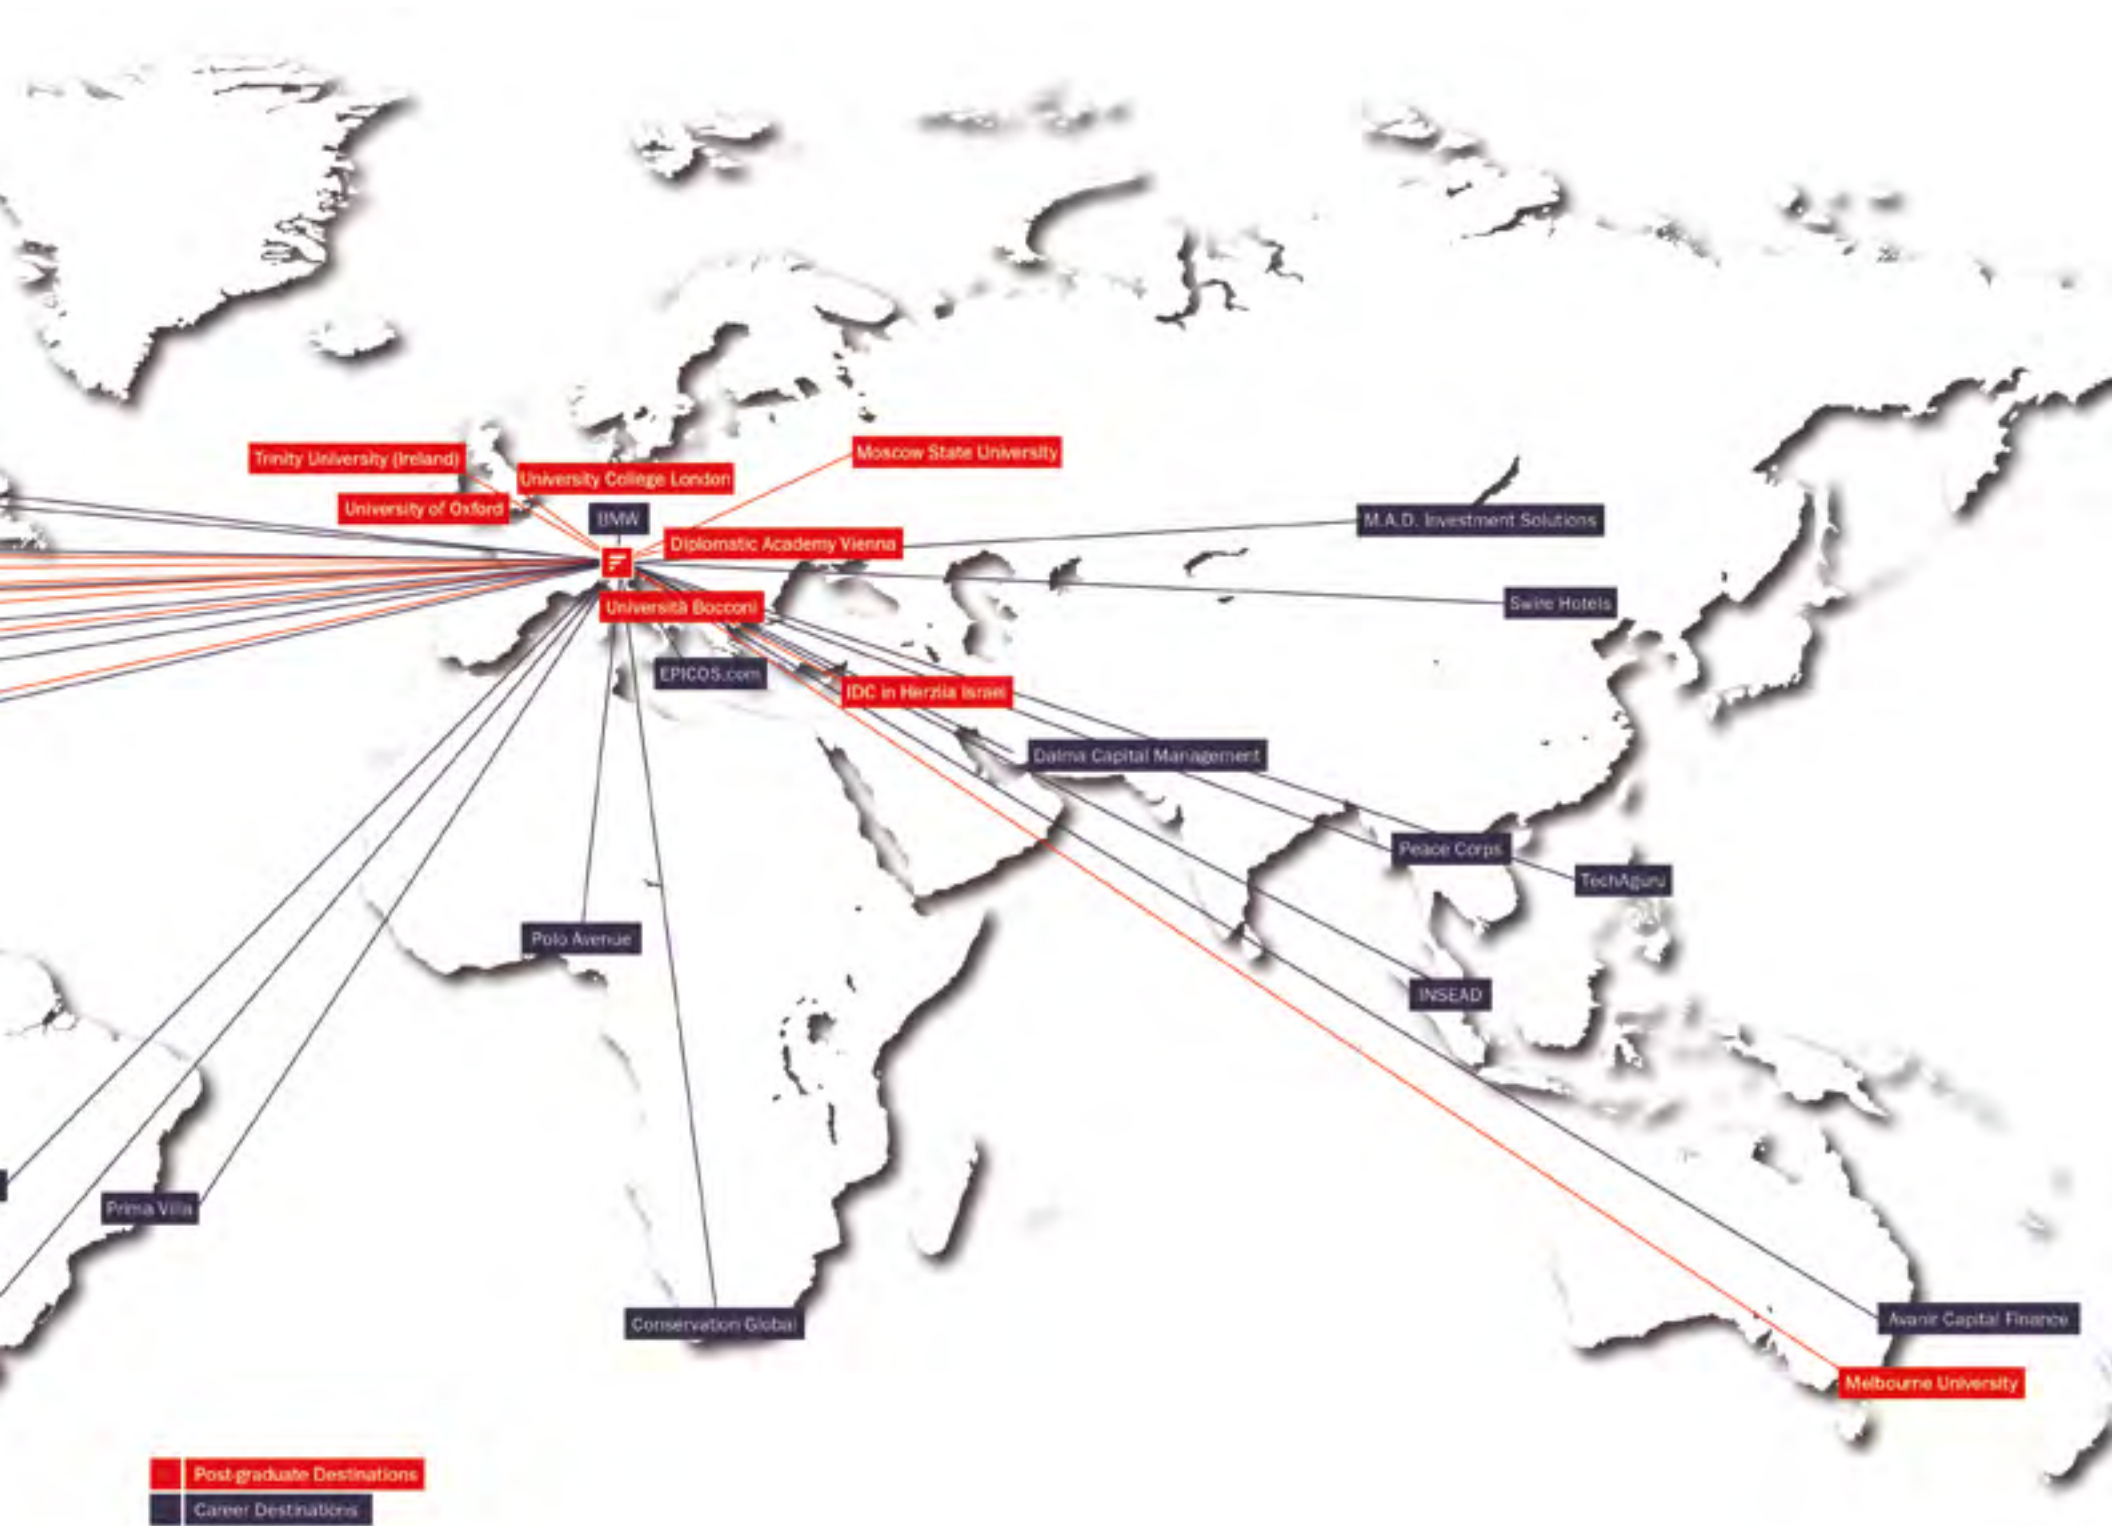 Trinity University (Ireland)
University College London
Moscow State University
University of Oxford
BMW
M.A.D. Investment Solutions
Diplomatic Academy Vienna
Swire Hotels
Università Bocconi
EPICOS.com
IDC in Herzlia Israel
Dalma Capital Management
Peace Corps
TechAguru
Polo Avenue
INSEAD
Prima Villa
Conservation Global
Avanir Capital Finance
Melbourne University
Post-graduate Destinations
Career Destinations